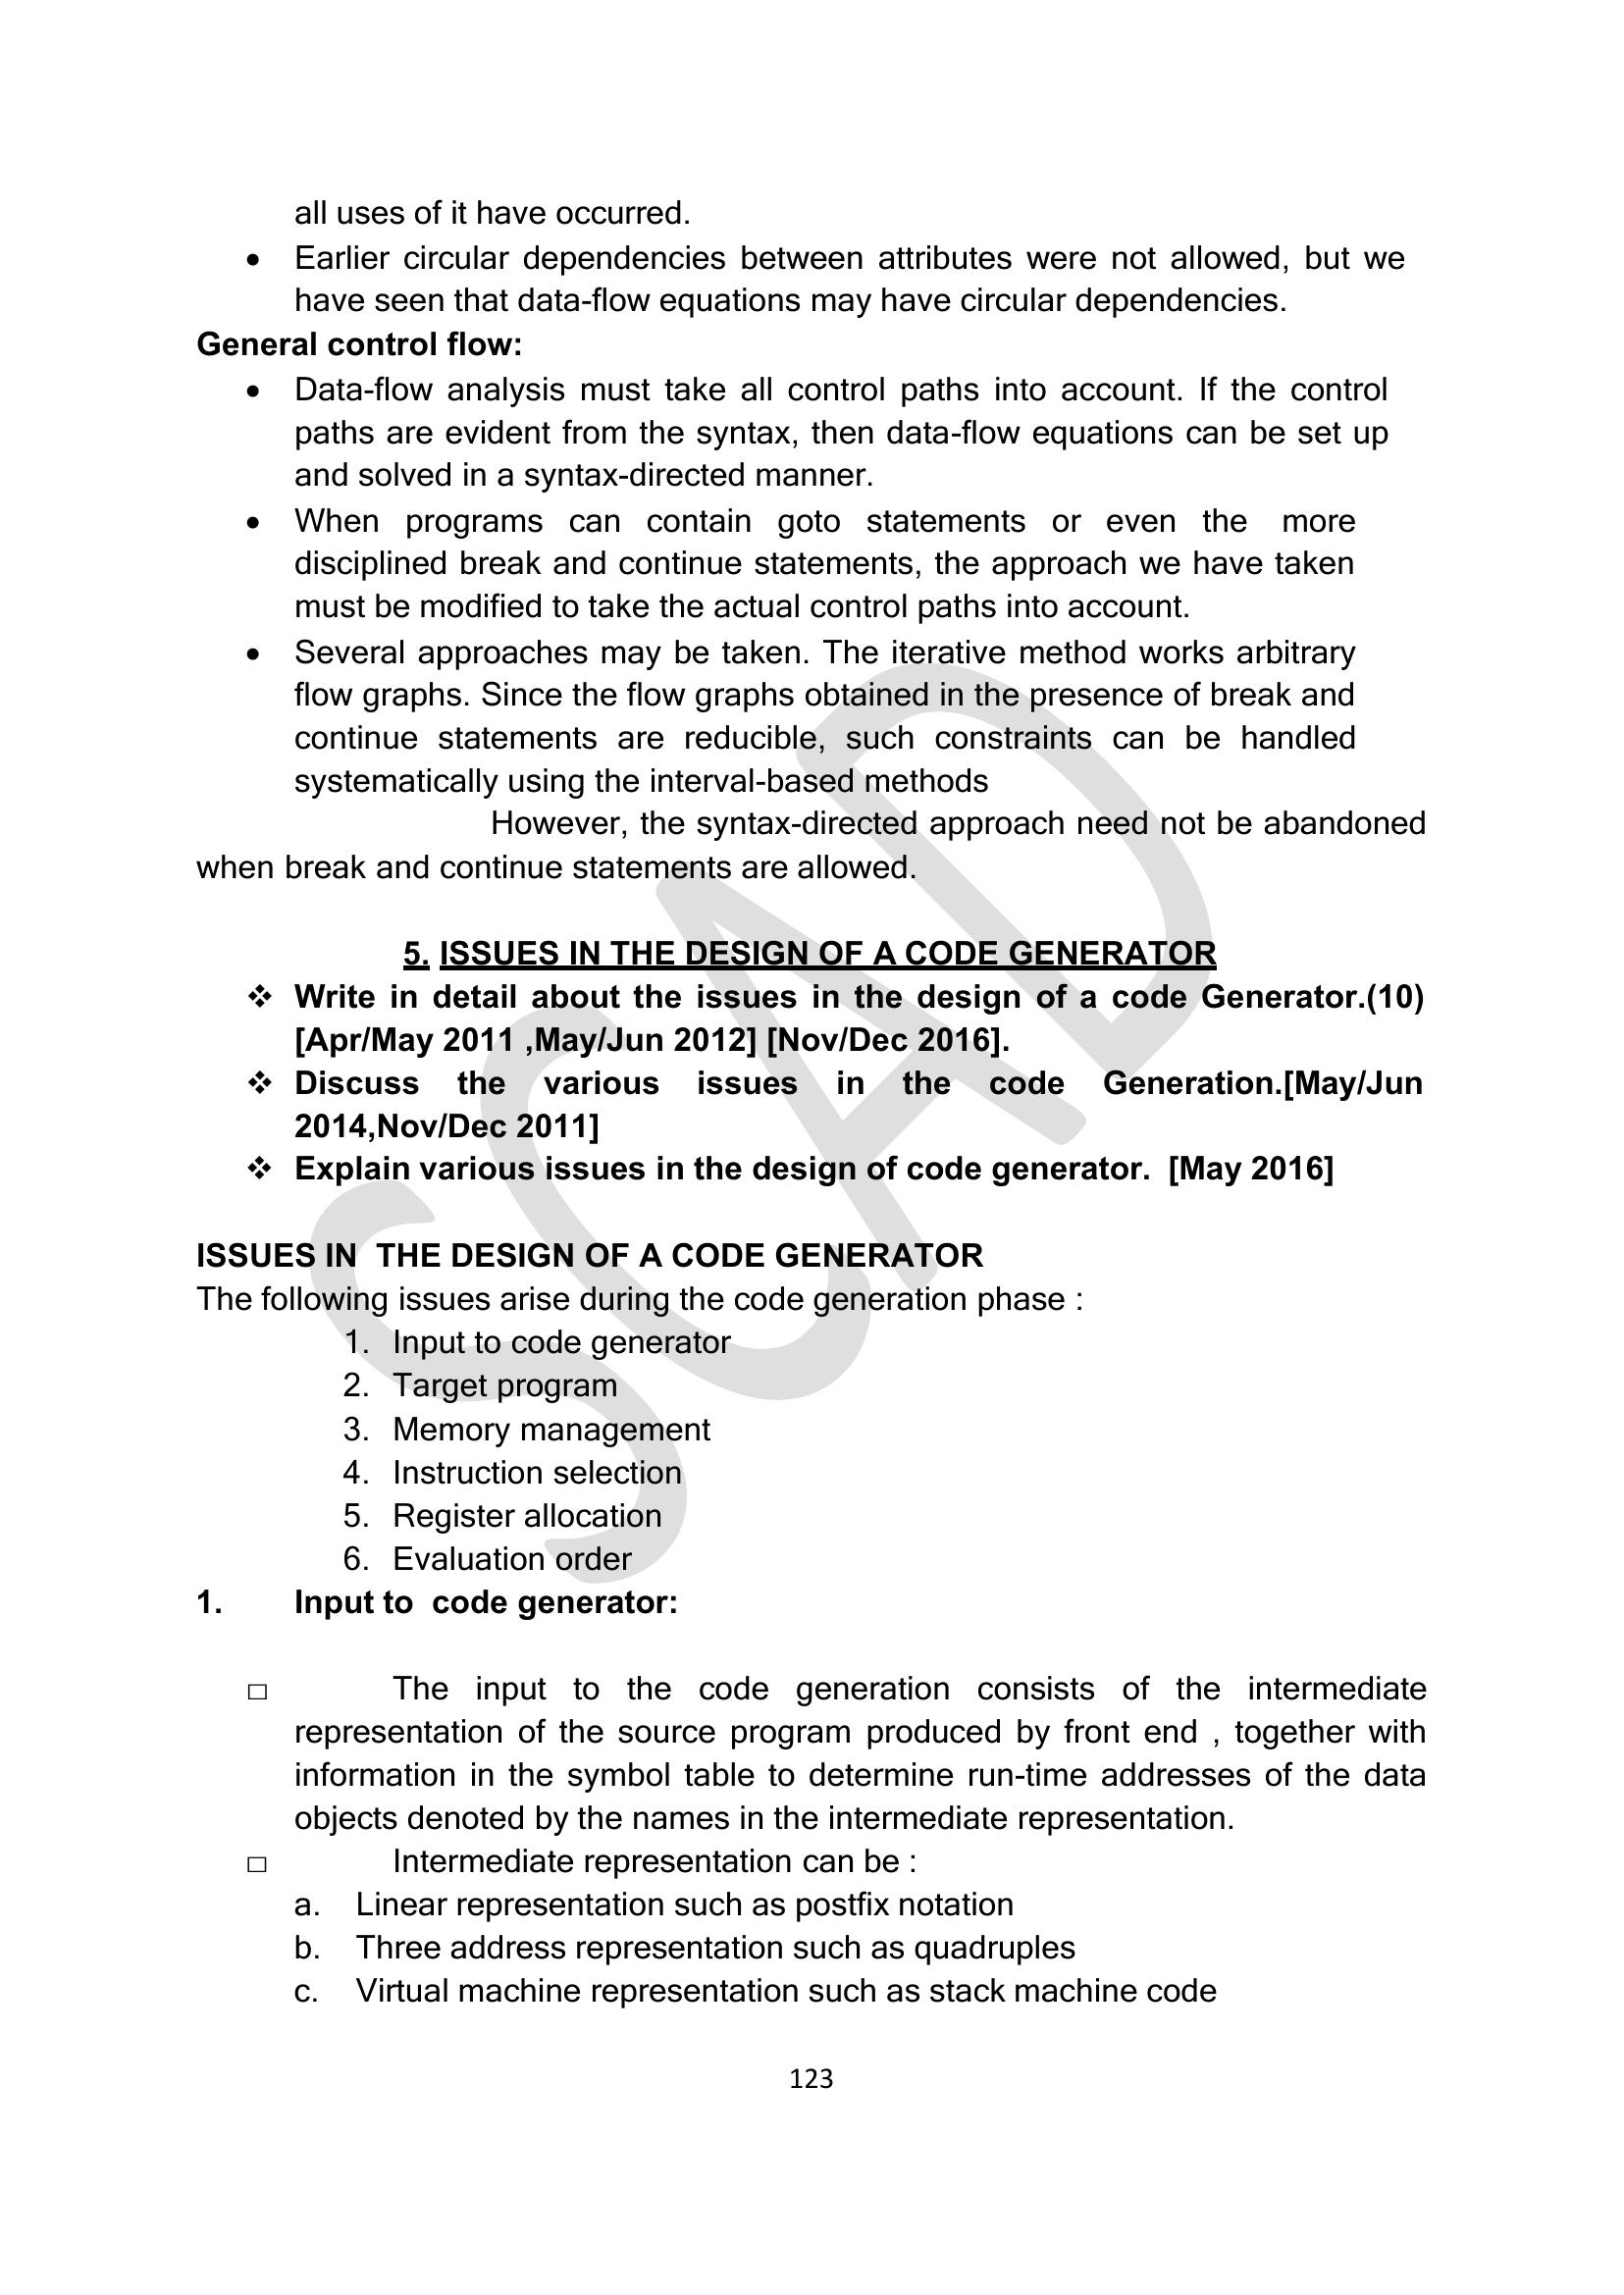 all uses of it have occurred.
• Earlier circular dependencies between attributes were not allowed, but we
have seen that data-flow equations may have circular dependencies.
General control flow:
• Data-flow analysis must take all control paths into account. If the control
paths are evident from the syntax, then data-flow equations can be set up
and solved in a syntax-directed manner.
• When programs can contain goto statements or even the more
disciplined break and continue statements, the approach we have taken
must be modified to take the actual control paths into account.
• Several approaches may be taken. The iterative method works arbitrary
flow graphs. Since the flow graphs obtained in the presence of break and
continue statements are reducible, such constraints can be handled
systematically using the interval-based methods
However, the syntax-directed approach need not be abandoned
when break and continue statements are allowed.
5. ISSUES IN THE DESIGN OF A CODE GENERATOR
❖ Write in detail about the issues in the design of a code Generator.(10)
[Apr/May 2011 ,May/Jun 2012] [Nov/Dec 2016].
❖ Discuss the various issues in the code Generation.[May/Jun
2014,Nov/Dec 2011]
❖ Explain various issues in the design of code generator. [May 2016]
ISSUES IN THE DESIGN OF A CODE GENERATOR
The following issues arise during the code generation phase :
1. Input to code generator
2. Target program
3. Memory management
4. Instruction selection
5. Register allocation
6. Evaluation order
1. Input to code generator:
□ The input to the code generation consists of the intermediate
representation of the source program produced by front end , together with
information in the symbol table to determine run-time addresses of the data
objects denoted by the names in the intermediate representation.
□ Intermediate representation can be :
a. Linear representation such as postfix notation
b. Three address representation such as quadruples
c. Virtual machine representation such as stack machine code
123
SCAD